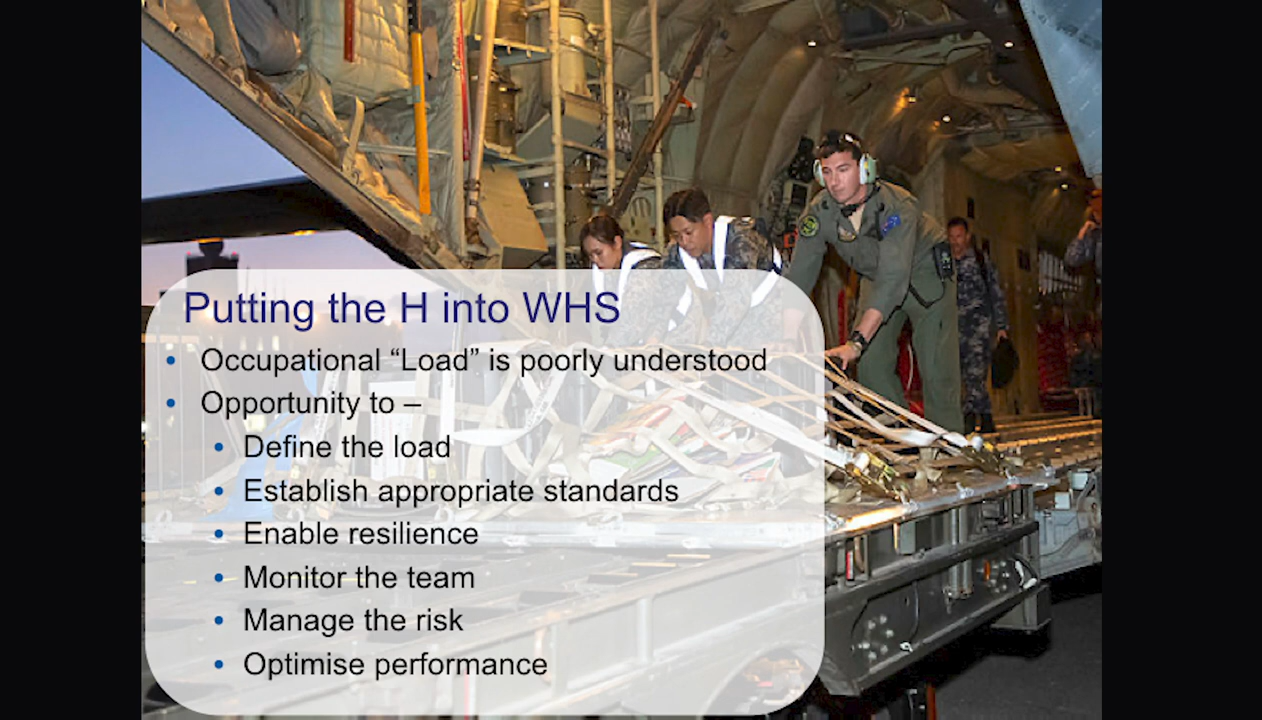 Putting the H into WHS
• Occupational “Load” is poorly understood
• Opportunity to –
• Define the load
• Establish appropriate standards
• Enable resilience
• Monitor the team
• Manage the risk
• Optimise performance